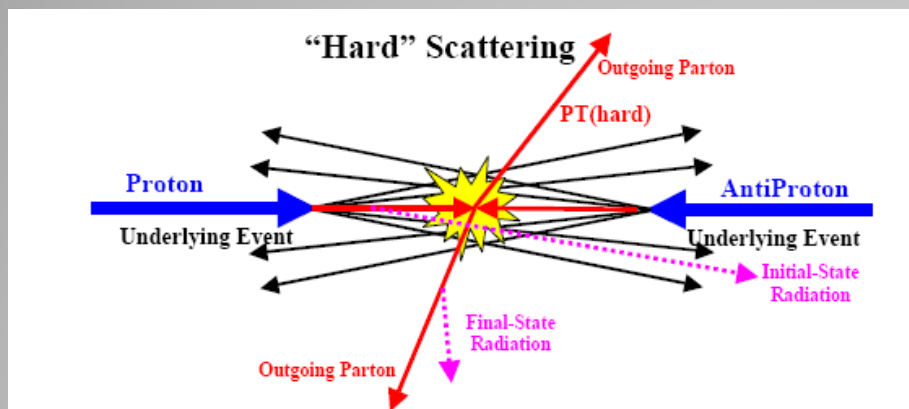 “Hard” Scattering
Outgoing Parton
PT(hard)
Proton
AntiProton
Underlying Event
Underlying Event
Initial-State
Radiation
Final-State
Radiation
Outgoing Parton